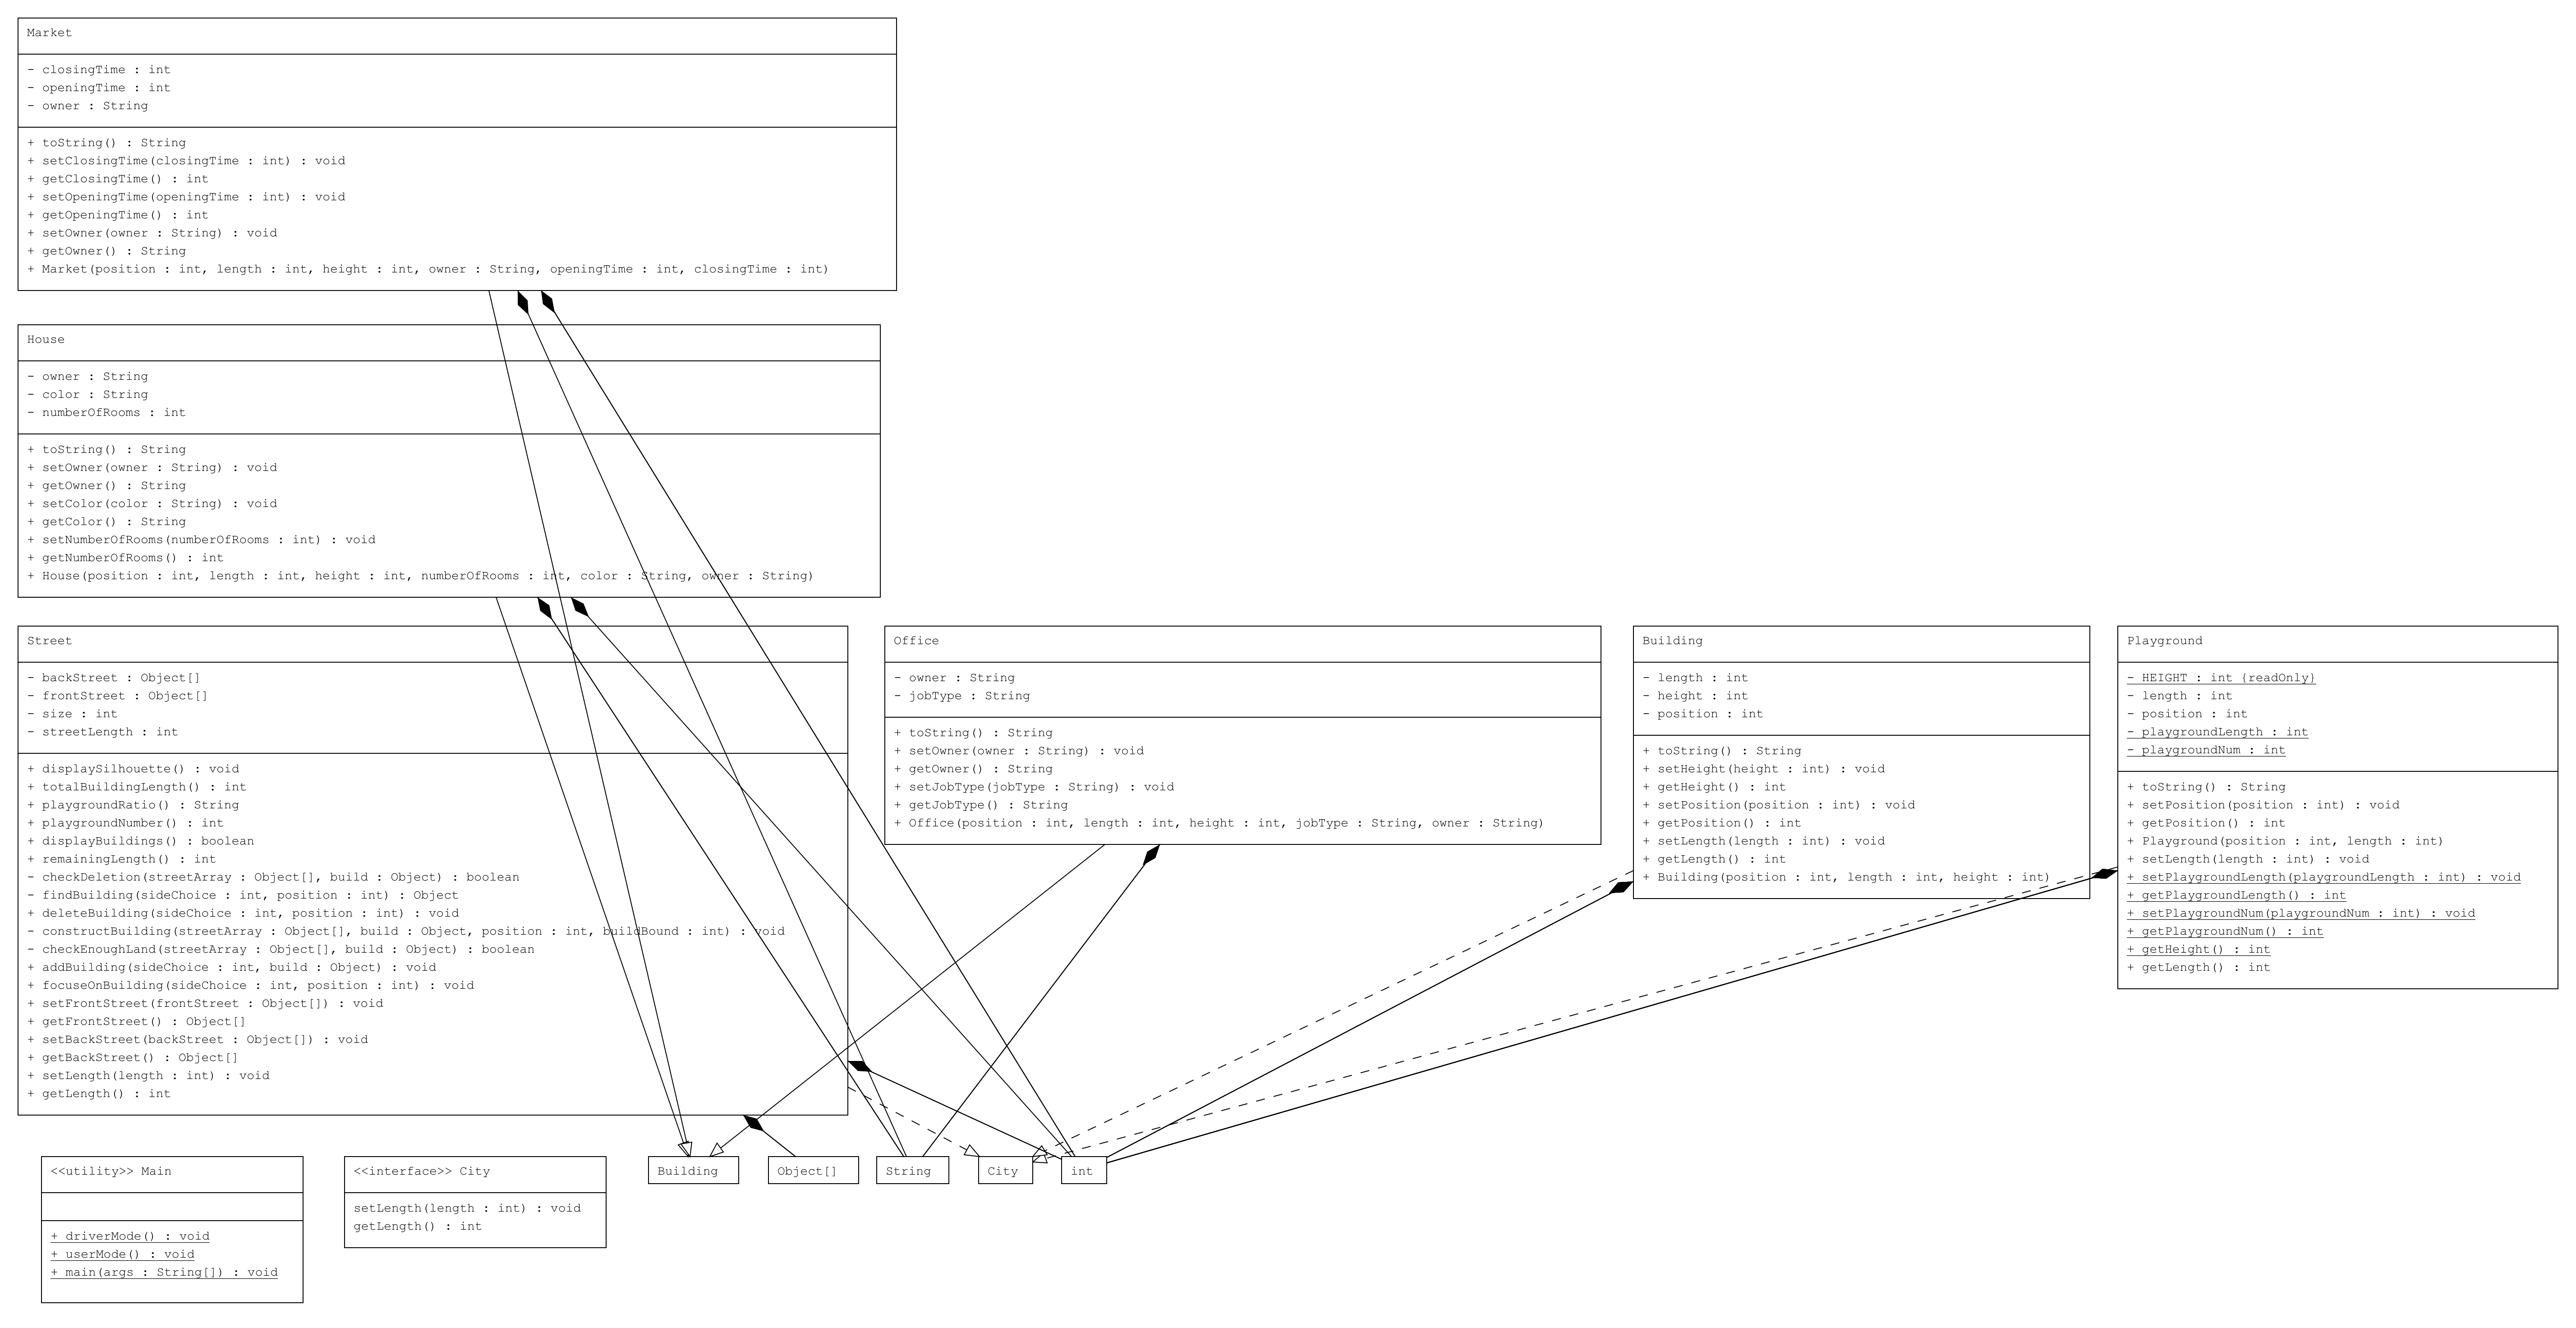 Market
- closingTime : int
- openingTime : int
- owner : String
+ toString() : String
+ setClosingTime(closingTime : int) : void
+ getClosingTime() : int
+ setOpeningTime(openingTime : int) : void
+ getOpeningTime() : int
+ setOwner(owner : String) : void
+ getOwner() : String
+ Market(position : int, length : int, height : int, owner : String, openingTime : int, closingTime : int)
House
- owner : String
- color : String
- numberOfRooms : int
+ toString() : String
+ setOwner(owner : String) : void
+ getOwner() : String
+ setColor(color : String) : void
+ getColor() : String
+ setNumberOfRooms(numberOfRooms : int) : void
+ getNumberOfRooms() : int
+ House(position : int, length : int, height : int, numberOfRooms : int, color : String, owner : String)
Street
- backStreet : Object[]
- frontStreet : Object[]
- size : int
- streetLength : int
+ displaySilhouette() : void
+ totalBuildingLength() : int
+ playgroundRatio() : String
+ playgroundNumber() : int
+ displayBuildings() : boolean
+ remainingLength() : int
- checkDeletion(streetArray : Object[], build : Object) : boolean
- findBuilding(sideChoice : int, position : int) : Object
+ deleteBuilding(sideChoice : int, position : int) : void
- constructBuilding(streetArray : Object[], build : Object, position : int, buildBound : int) : void
- checkEnoughLand(streetArray : Object[], build : Object) : boolean
+ addBuilding(sideChoice : int, build : Object) : void
+ focuseOnBuilding(sideChoice : int, position : int) : void
+ setFrontStreet(frontStreet : Object[]) : void
+ getFrontStreet() : Object[]
+ setBackStreet(backStreet : Object[]) : void
+ getBackStreet() : Object[]
+ setLength(length : int) : void
+ getLength() : int
Office
- owner : String
- jobType : String
+ toString() : String
+ setOwner(owner : String) : void
+ getOwner() : String
+ setJobType(jobType : String) : void
+ getJobType() : String
+ Office(position : int, length : int, height : int, jobType : String, owner : String)
Building
- length : int
- height : int
- position : int
+ toString() : String
+ setHeight(height : int) : void
+ getHeight() : int
+ setPosition(position : int) : void
+ getPosition() : int
+ setLength(length : int) : void
+ getLength() : int
+ Building(position : int, length : int, height : int)
Playground
- HEIGHT : int {readOnly}
- length : int
- position : int
- playgroundLength : int
- playgroundNum : int
+ toString() : String
+ setPosition(position : int) : void
+ getPosition() : int
+ Playground(position : int, length : int)
+ setLength(length : int) : void
+ setPlaygroundLength(playgroundLength : int) : void
+ getPlaygroundLength() : int
+ setPlaygroundNum(playgroundNum : int) : void
+ getPlaygroundNum() : int
+ getHeight() : int
+ getLength() : int
<<utility>> Main
+ driverMode() : void
+ userMode() : void
+ main(args : String[]) : void
<<interface>> City
setLength(length : int) : void
getLength() : int
Building
Object[]
String
City
int